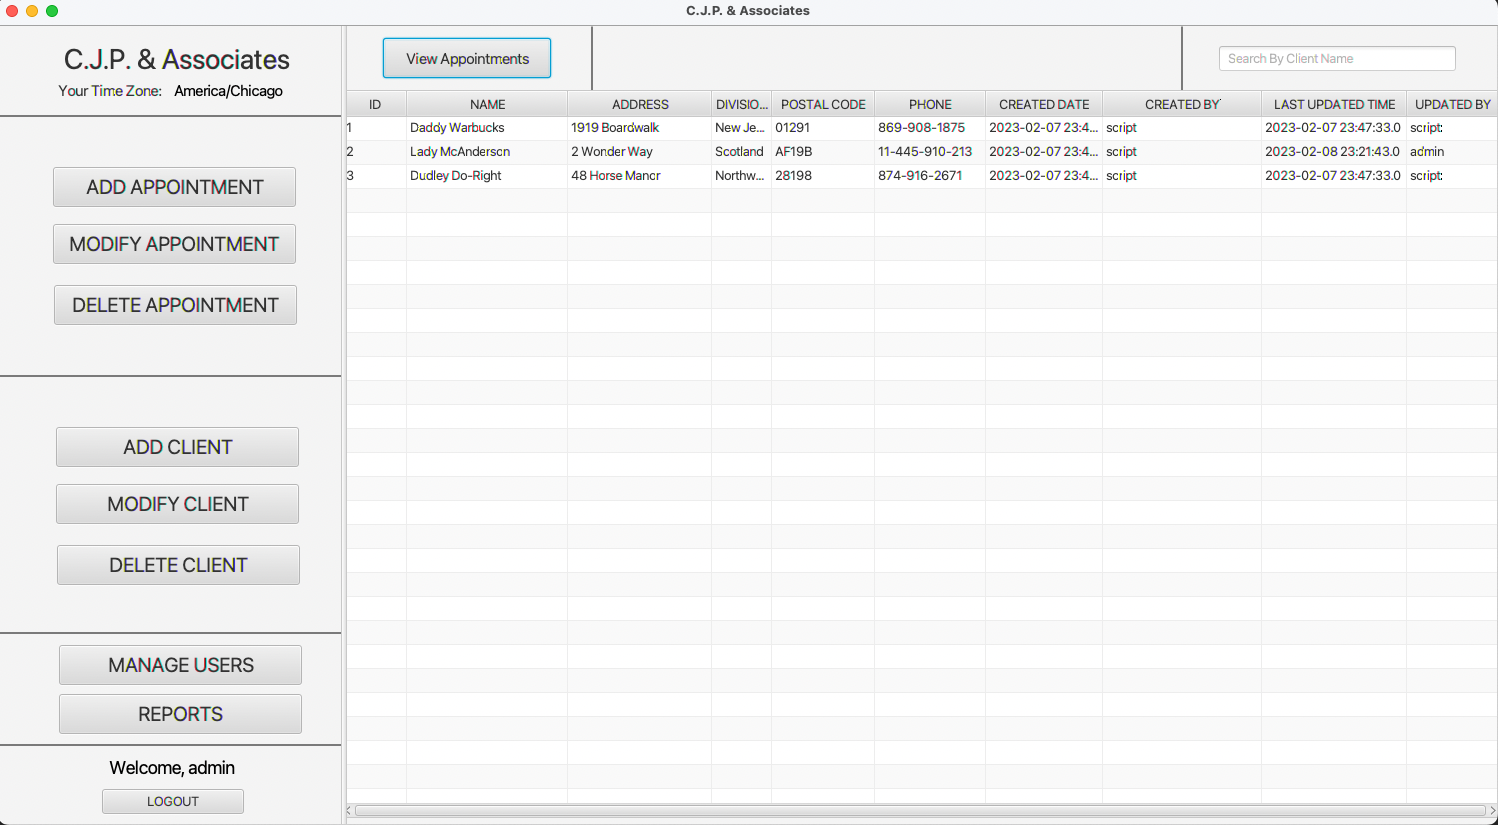 C.J.P. & Associates
C.J.P. & Associates
Your Time Zone: America/Chicago
ADD APPOINTMENT
MODIFY APPOINTMENT
DELETE APPOINTMENT
ADD CLIENT
MODIFY CLIENT
DELETE CLIENT
MANAGE USERS
REPORTS
Welcome, admin
LOGOUT
View Appointments
Search By Client Name
ID NAME ADDRESS DIVISIO... POSTAL CODE PHONE CREATED DATE CREATED BY LAST UPDATED TIME UPDATED BY
1 Daddy Warbucks 1919 Boardwalk New Je... 01291 869-908-1875 2023-02-07 23:4... script 2023-02-07 23:47:33.0 script
2 Lady McAnderson 2 Wonder Way Scotland AF19B 11-445-910-213 2023-02-07 23:4... script 2023-02-08 23:21:43.0 admin
3 Dudley Do-Right 48 Horse Manor Northw... 28198 874-916-2671 2023-02-07 23:4... script 2023-02-07 23:47:33.0 script